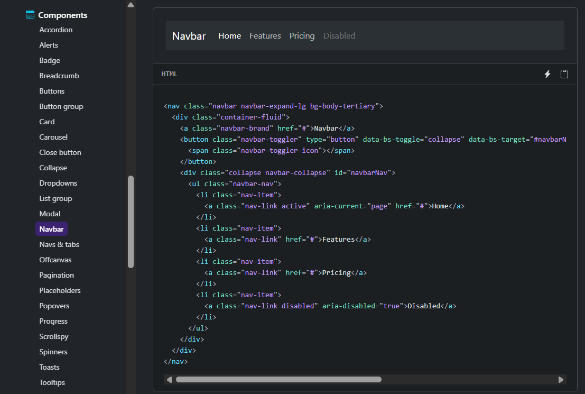 Components
Accordion
Alerts
Badge
Breadcrumb
Buttons
Button group
Card
Carousel
Close button
Collapse
Dropdowns
List group
Modal
Navbar
Navs & tabs
Offcanvas
Pagination
Placeholders
Popovers
Progress
Scrollspy
Spinners
Toasts
Tooltips
Navbar Home Features Pricing Disabled
HTML
<nav class="navbar navbar-expand-lg bg-body-tertiary">
<div class="container-fluid">
<a class="navbar-brand" href="#">Navbar</a>
<button class="navbar-toggler" type="button" data-bs-toggle="collapse" data-bs-target="#navbarN
<span class="navbar-toggler-icon"></span>
</button>
<div class="collapse navbar-collapse" id="navbarNav">
<ul class="navbar-nav">
<li class="nav-item">
<a class="nav-link active" aria-current="page" href="#">Home</a>
</li>
<li class="nav-item">
<a class="nav-link" href="#">Features</a>
</li>
<li class="nav-item">
<a class="nav-link" href="#">Pricing</a>
</li>
<li class="nav-item">
<a class="nav-link disabled" aria-disabled="true">Disabled</a>
</li>
</ul>
</div>
</div>
</nav>